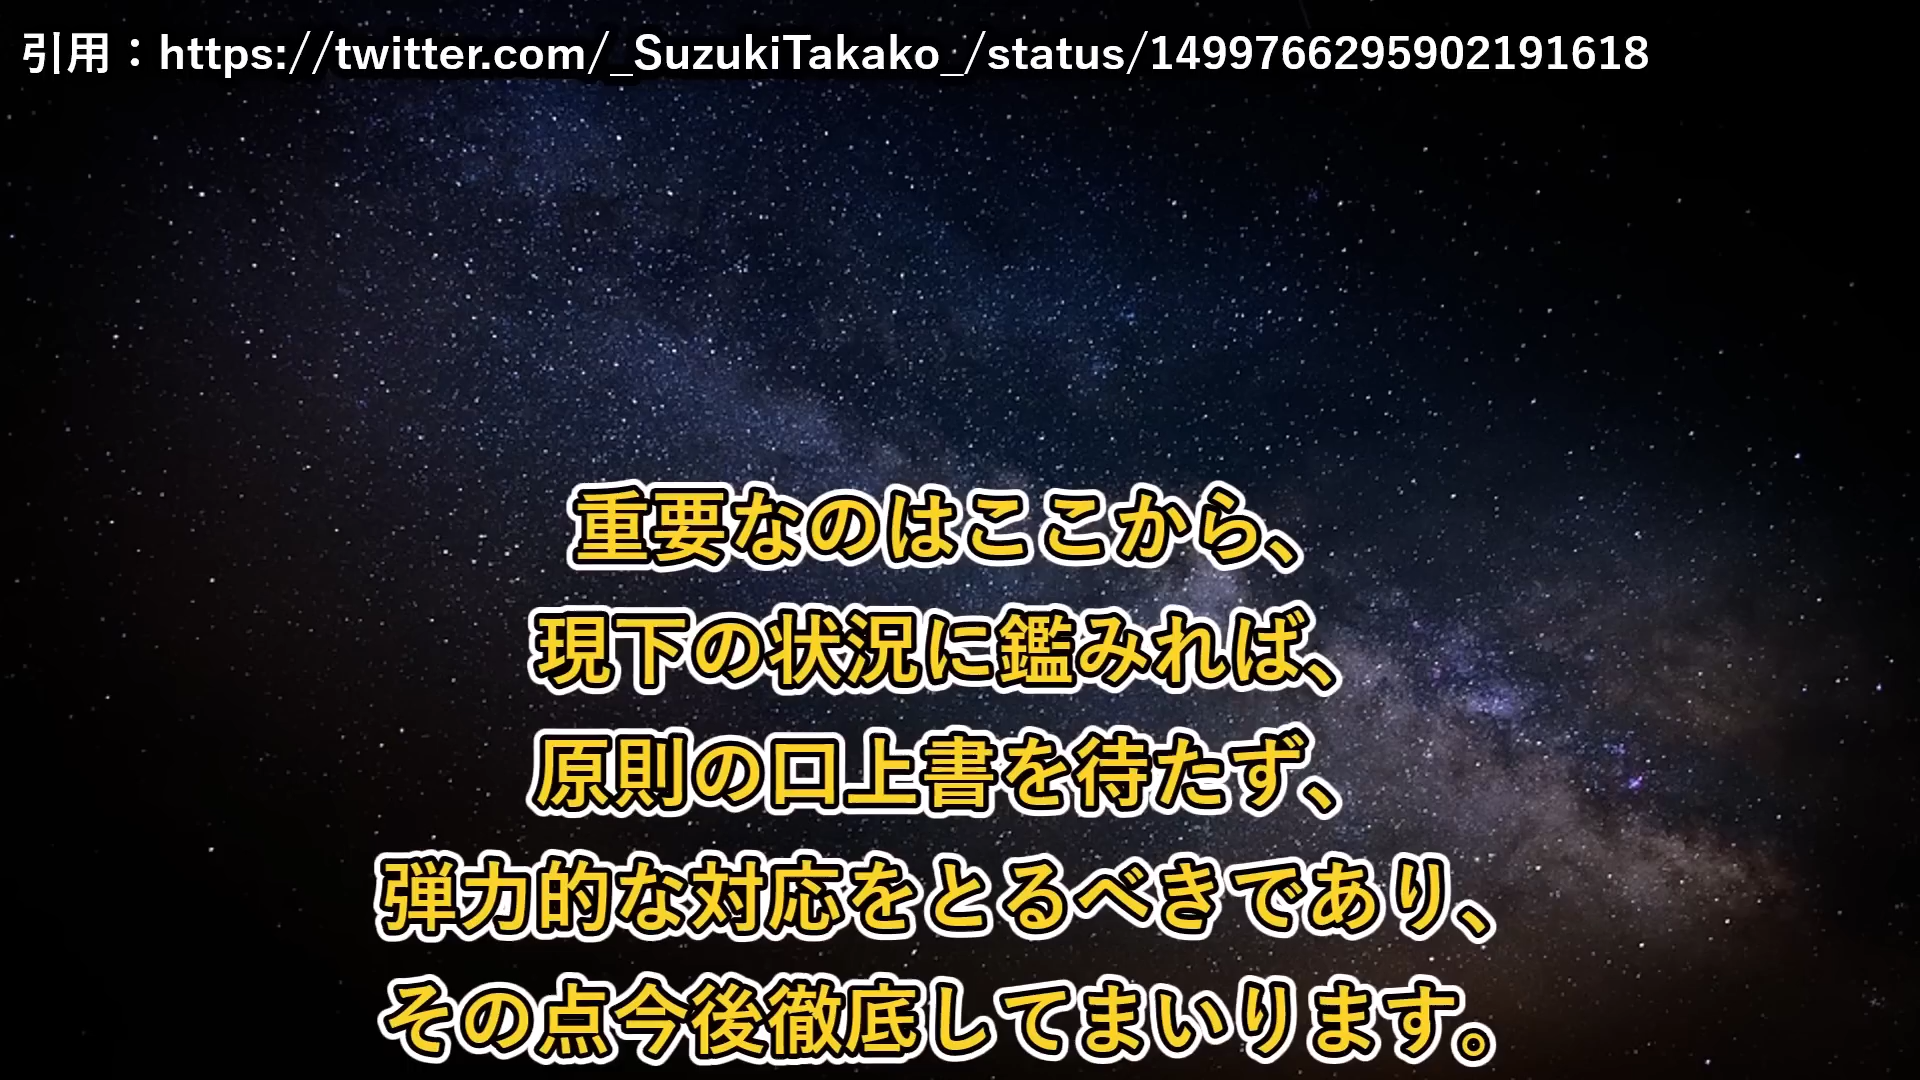 引用：https://twitter.com/_SuzukiTakako_/status/1499766295902191618
重要なのはここから、
現下の状況に鑑みれば、
原則の口上書を待たず、
弾力的な対応をとるべきであり、
その点今後徹底してまいります。